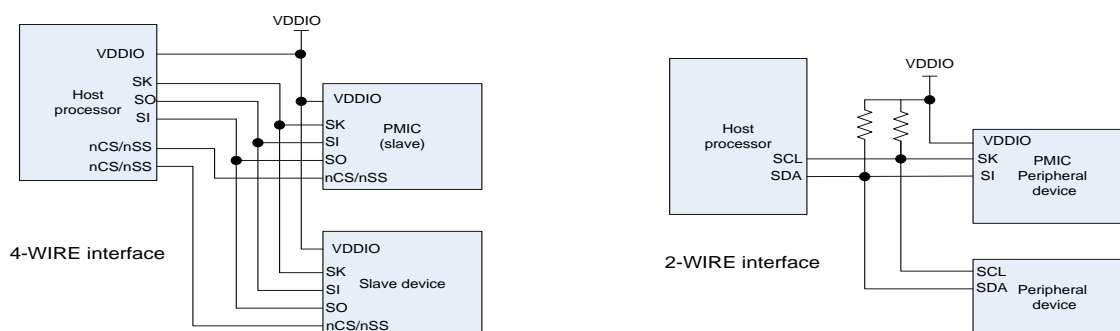 VDDIO
VDDIO
SK
SO
SI
nCS/nSS
nCS/nSS
Host
processor
VDDIO
SK
SI
SO
nCS/nSS
PMIC
(slave)
4-WIRE interface
VDDIO
SK
SI
SO
nCS/nSS
Slave device
VDDIO
Host
processor
SCL
SDA
VDDIO
SK
SI
PMIC
Peripheral
device
2-WIRE interface
SCL
SDA
Peripheral
device